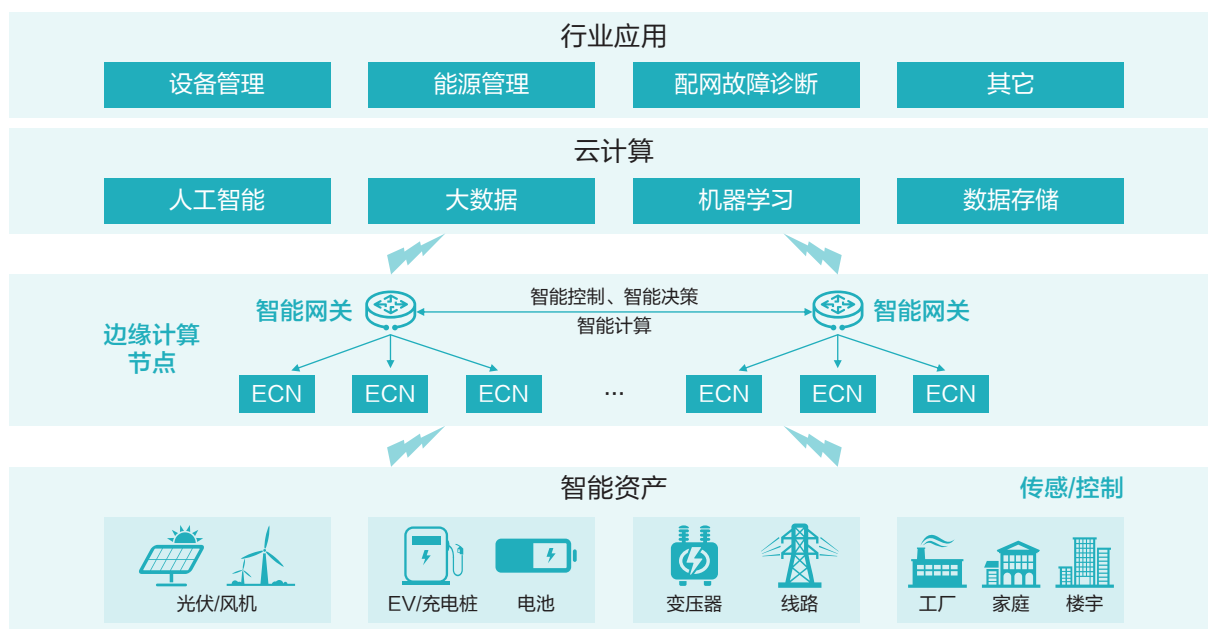 行业应用
设备管理
能源管理
配网故障诊断
其它
云计算
人工智能
大数据
机器学习
数据存储
边缘计算
节点
智能网关
智能控制、智能决策
智能计算
智能网关
ECN
ECN
ECN
...
ECN
ECN
ECN
智能资产
传感/控制
光伏/风机
EV/充电桩
电池
变压器
线路
工厂
家庭
楼宇